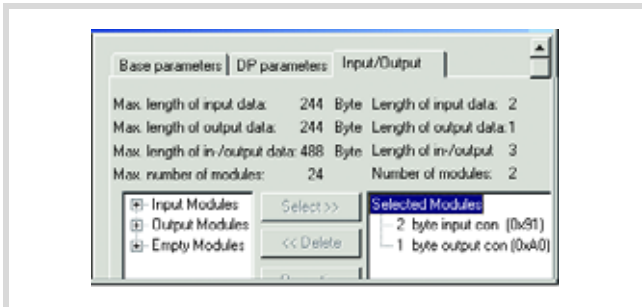 Base parameters DP parameters Input/Output
Max. length of input data: 244 Byte Length of input data: 2
Max. length of output data: 244 Byte Length of output data:1
Max. length of in-/output data: 488 Byte Length of in-/output 3
Max. number of modules: 24 Number of modules: 2
Input Modules Select >> Selected Modules
Output Modules 2 byte input con (0x91)
Empty Modules << Delete 1 byte output con (0xA0)